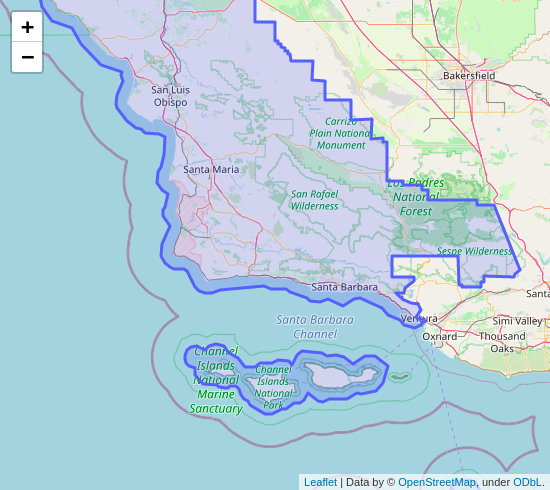 +
−
Bakersfield
San Luis
Obispo
Carrizo
Plain National
Monument
Santa Maria
Los Padres
National
Forest
San Rafael
Wilderness
Sespe Wilderness
Santa Barbara
Santa
Ventura
Simi Valley
Santa Barbara
Channel
Oxnard
Thousand
Oaks
Channel
Islands
National
Marine
Sanctuary
Channel
Islands
National
Park
Leaflet | Data by © OpenStreetMap, under ODbL.